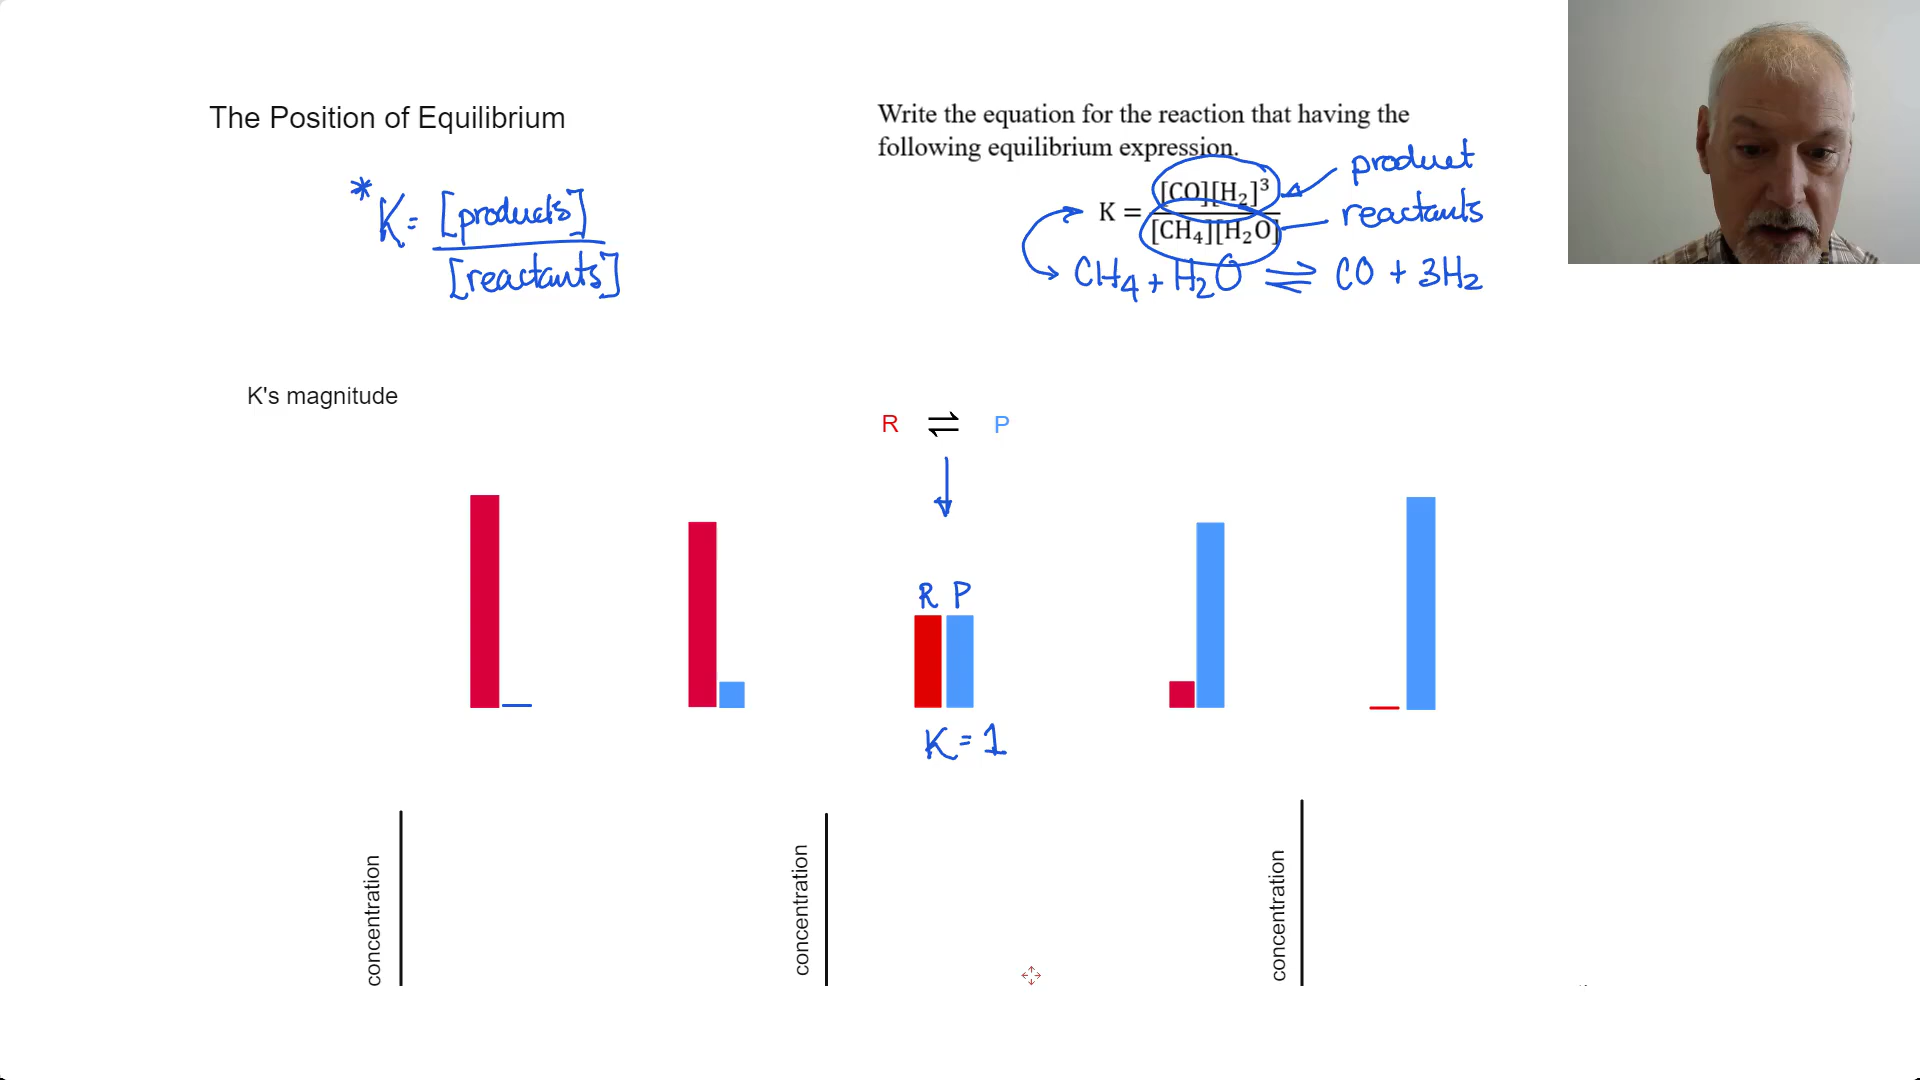 The Position of Equilibrium
* K = [products]
[reactants]
Write the equation for the reaction that having the
following equilibrium expression.
K = [CO][H₂]³
[CH₄][H₂O]
product
reactants
CH₄ + H₂O ⇌ CO + 3H₂
K's magnitude
R ⇌ P
R P
K = 1
concentration
concentration
concentration